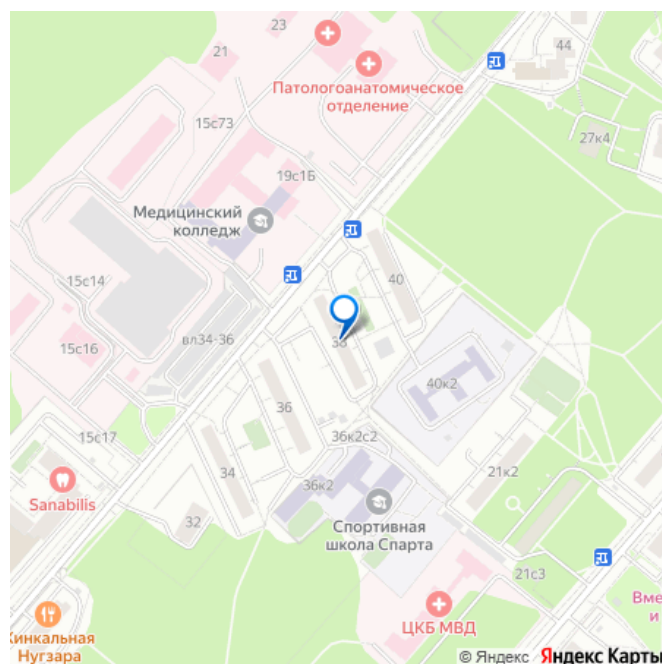 23
21
44
Патологоанатомическое
отделение
15с73
27к4
19с1Б
Медицинский
колледж
15с14
40
вл34-36
15с16
38
40к2
36
15с17
36к2с2
34
21к2
Sanabilis
36к2
32
Спортивная
школа Спарта
21с3
Вме
и
ЦКБ МВД
Хинкальная
Нугзара
© Яндекс Яндекс Карты